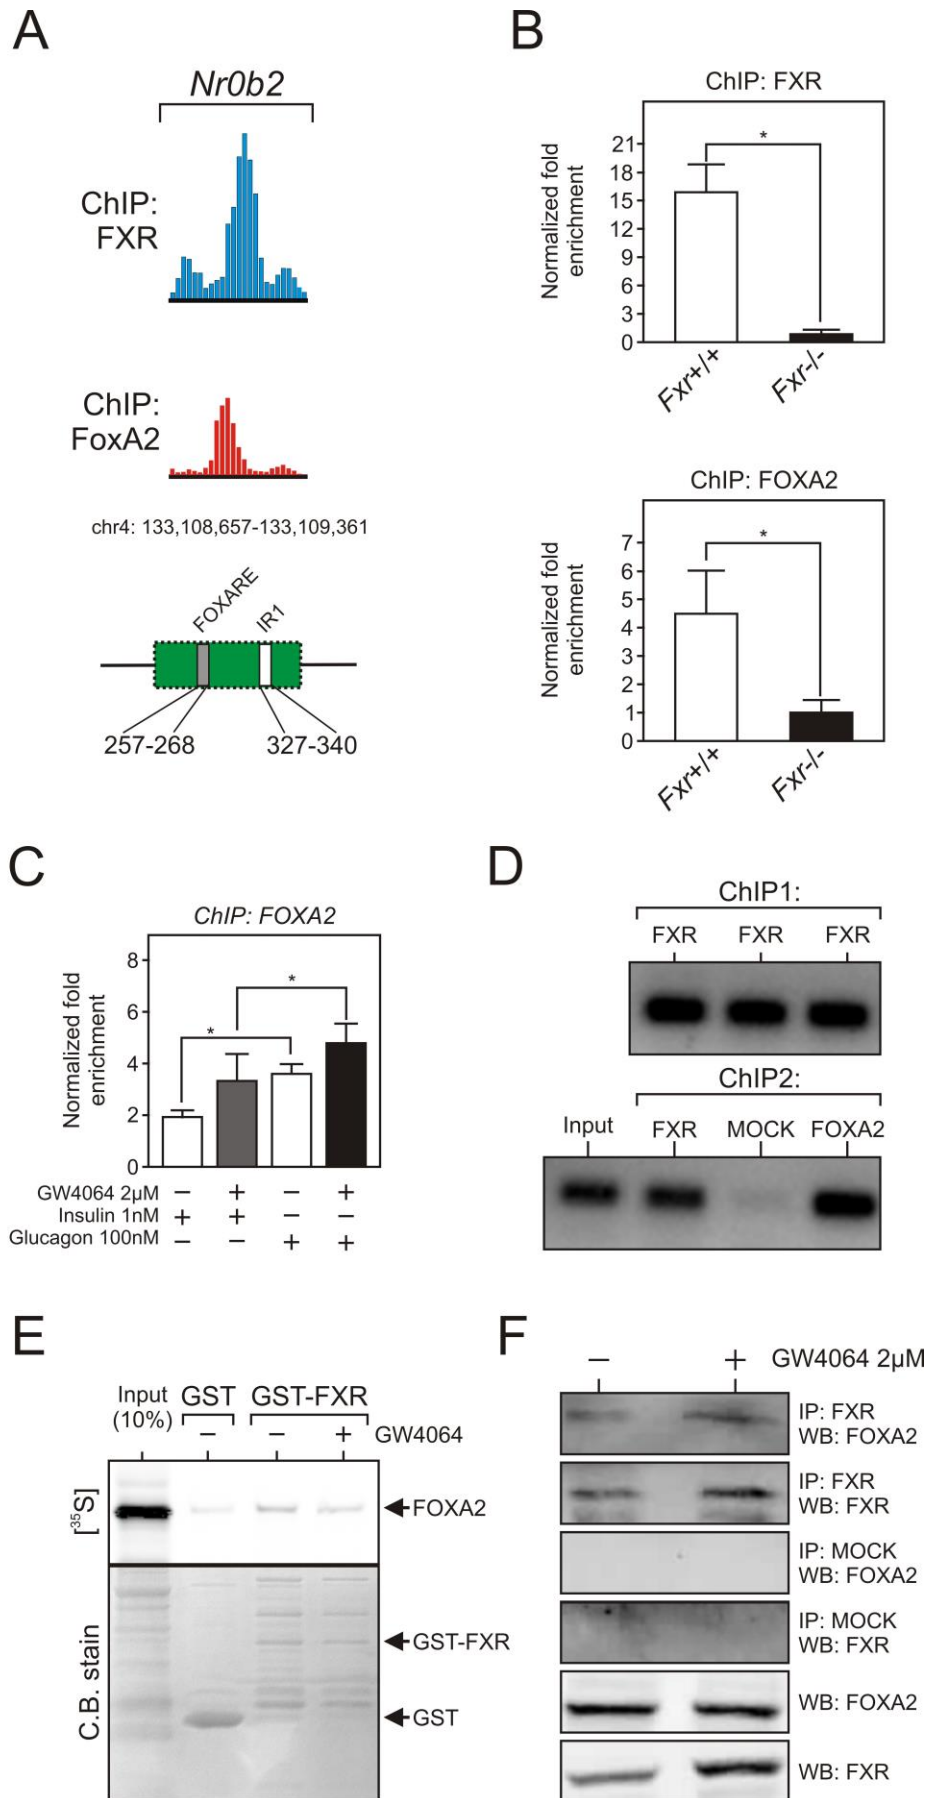 A
Nr0b2
ChIP:
FXR
ChIP:
FoxA2
chr4: 133,108,657-133,109,361
FOXARE
IR1
257-268
327-340
B
ChIP: FXR
Normalized fold
enrichment
21
18
15
12
9
6
3
0
Fxr+/+
Fxr-/-
*
ChIP: FOXA2
Normalized fold
enrichment
7
6
5
4
3
2
1
0
Fxr+/+
Fxr-/-
*
C
ChIP: FOXA2
Normalized fold
enrichment
8
6
4
2
0
*
*
GW4064 2µM − + − +
Insulin 1nM + + − −
Glucagon 100nM − − + +
D
ChIP1:
FXR FXR FXR
ChIP2:
Input FXR MOCK FOXA2
E
Input
(10%)
GST
GST-FXR
− − + GW4064
[35S]
FOXA2
C.B. stain
GST-FXR
GST
F
− + GW4064 2µM
IP: FXR
WB: FOXA2
IP: FXR
WB: FXR
IP: MOCK
WB: FOXA2
IP: MOCK
WB: FXR
WB: FOXA2
WB: FXR